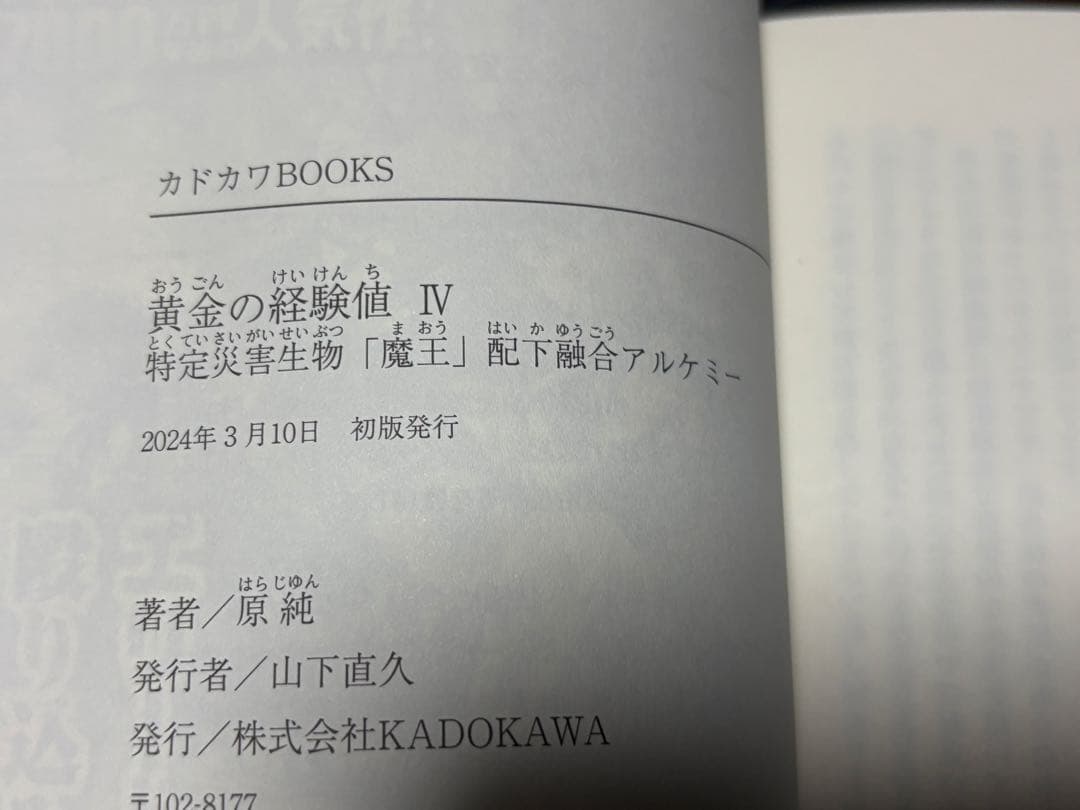 カドカワBOOKS
おうごん けいけんち
黄金の経験値 Ⅳ
とくていさいがいせいぶつ まおう はいかゆうごう
特定災害生物「魔王」配下融合アルケミー
2024年3月10日 初版発行
はらじゆん
著者/原 純
発行者/山下直久
発行/株式会社KADOKAWA
〒102-8177